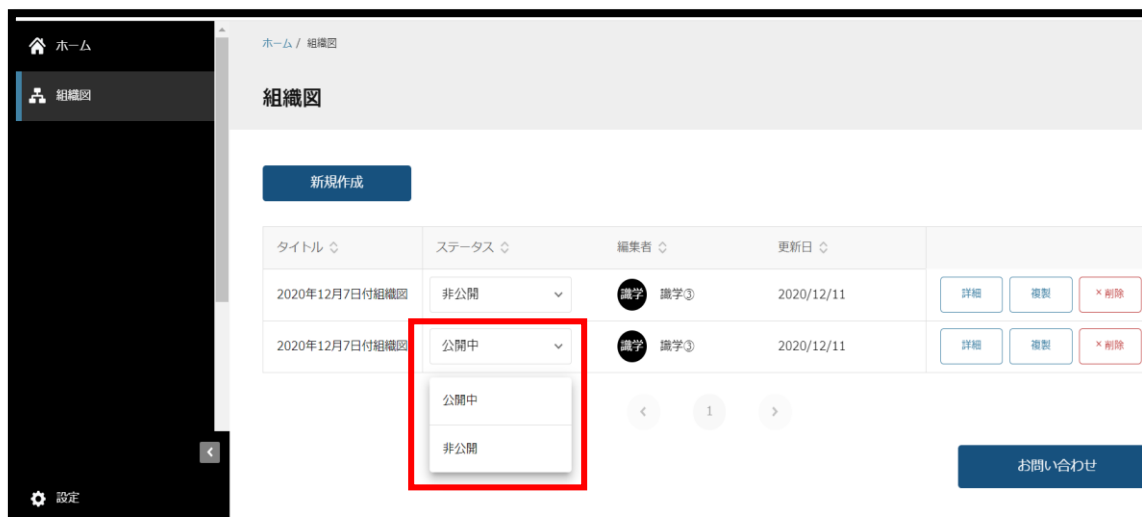 ホーム
ホーム / 組織図
組織図
組織図
新規作成
タイトル ステータス 編集者 更新日
2020年12月7日付組織図 非公開 識学 識学③ 2020/12/11 詳細 複製 ×削除
2020年12月7日付組織図 公開中 識学 識学③ 2020/12/11 詳細 複製 ×削除
公開中
非公開
1
お問い合わせ
設定